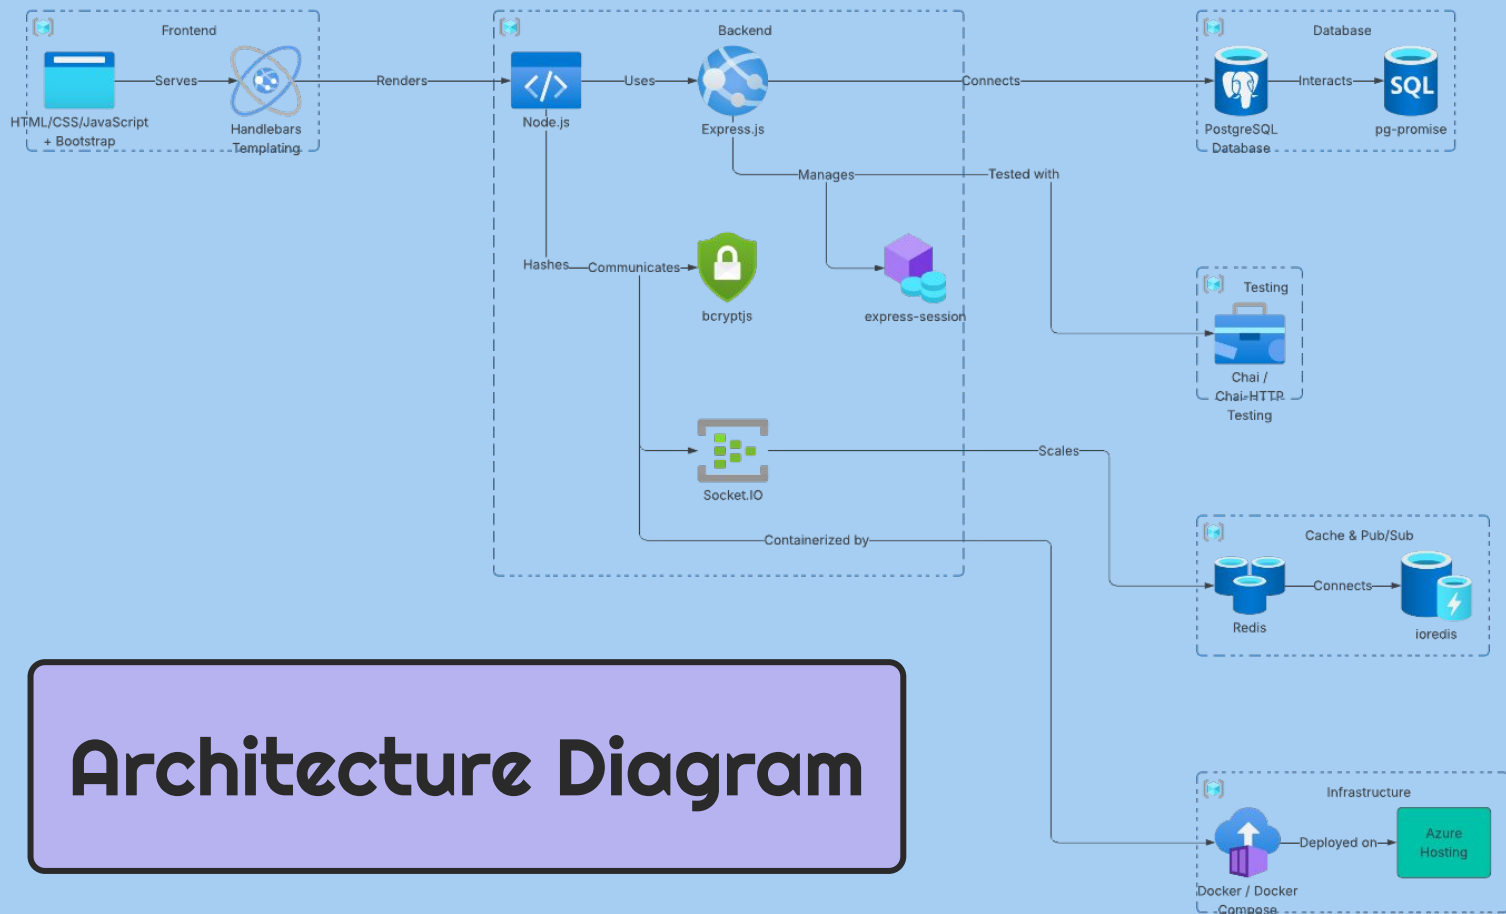 Frontend
HTML/CSS/JavaScript
+ Bootstrap
Serves
Handlebars
Templating
Renders
Backend
</>
Node.js
Uses
Express.js
Connects
Database
PostgreSQL
Database
Interacts
SQL
pg-promise
Manages
Tested with
Hashes
Communicates
bcryptjs
express-session
Testing
Chai /
Chai-HTTP
Testing
Socket.IO
Scales
Containerized by
Cache & Pub/Sub
Redis
Connects
ioredis
Architecture Diagram
Infrastructure
Docker / Docker
Compose
Deployed on
Azure
Hosting